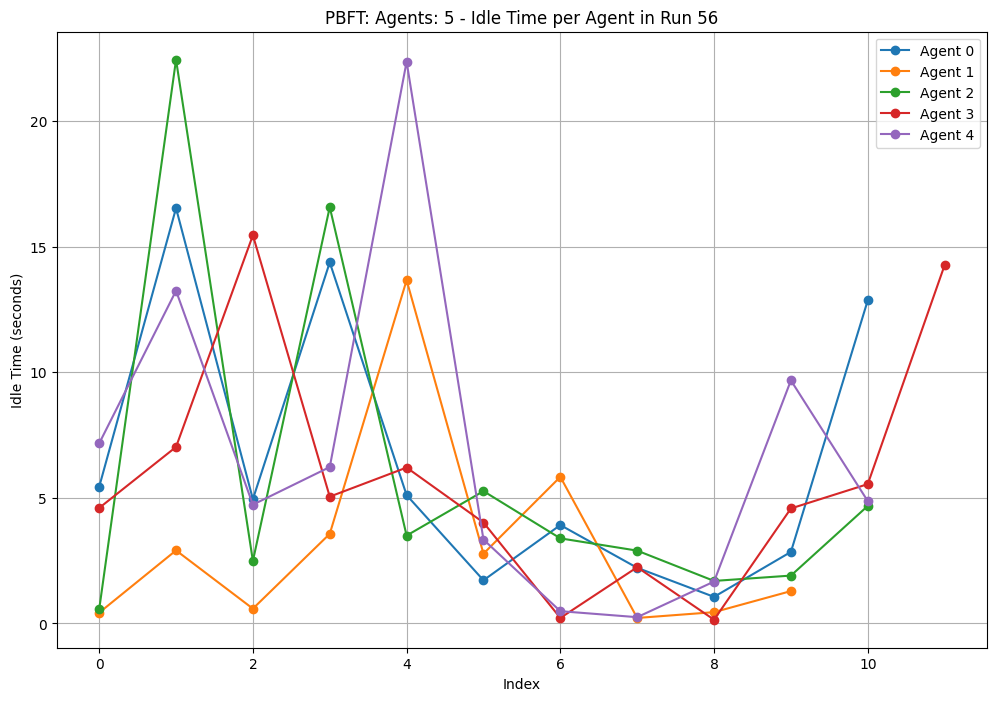 PBFT: Agents: 5 - Idle Time per Agent in Run 56
Agent 0
Agent 1
Agent 2
Agent 3
Agent 4
Idle Time (seconds)
20
15
10
5
0
0 2 4 6 8 10
Index